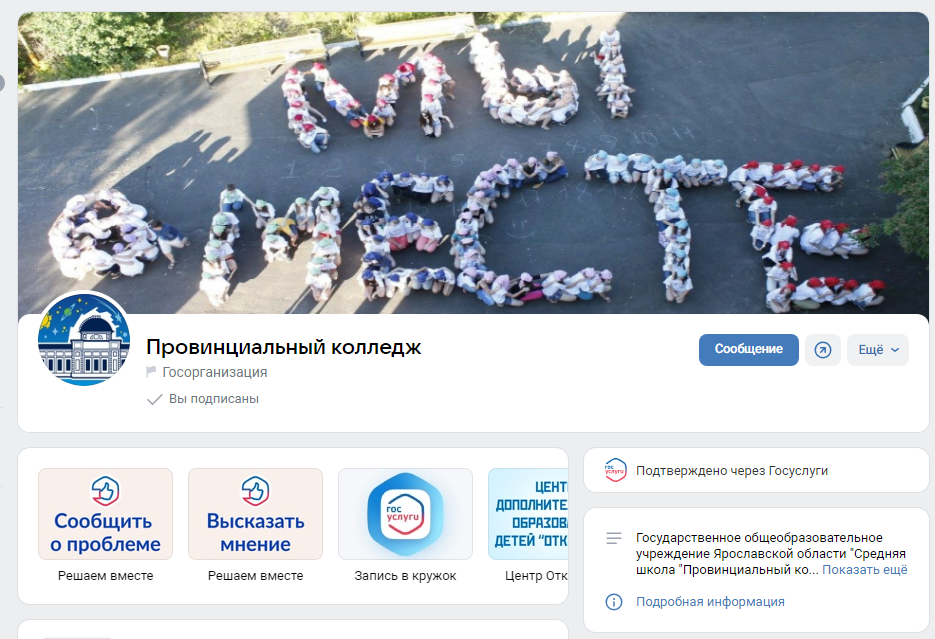 МЫ
ВМЕСТЕ
Провинциальный колледж
Госорганизация
Вы подписаны
Сообщение
Ещё
Сообщить
о проблеме
Решаем вместе
Высказать
мнение
Решаем вместе
гос
услуги
Запись в кружок
ЦЕНТ
ДОПОЛНИТЕ
ОБРАЗОВА
ДЕТЕЙ "ОТК
Центр Отк
гос
услуги
Подтверждено через Госуслуги
Государственное общеобразовательное
учреждение Ярославской области "Средняя
школа "Провинциальный ко... Показать ещё
Подробная информация